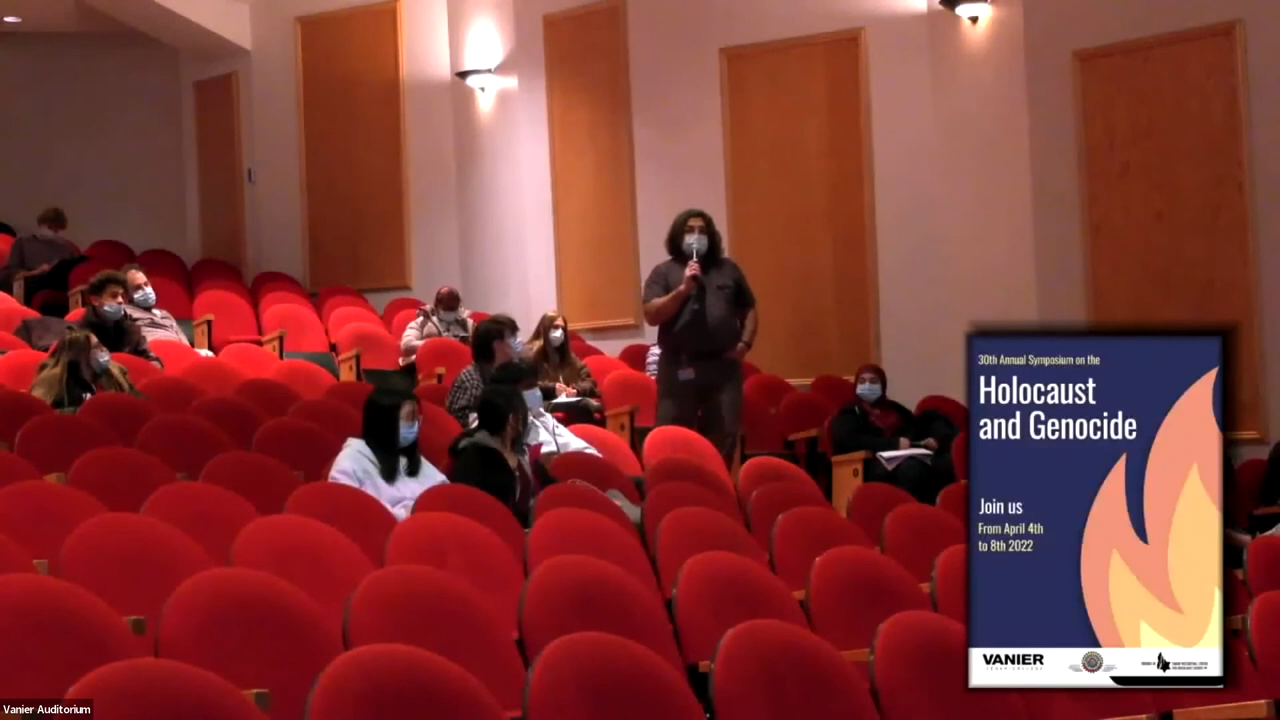 30th Annual Symposium on the
Holocaust
and Genocide
Join us
From April 4th
to 8th 2022
VANIER
Vanier Auditorium